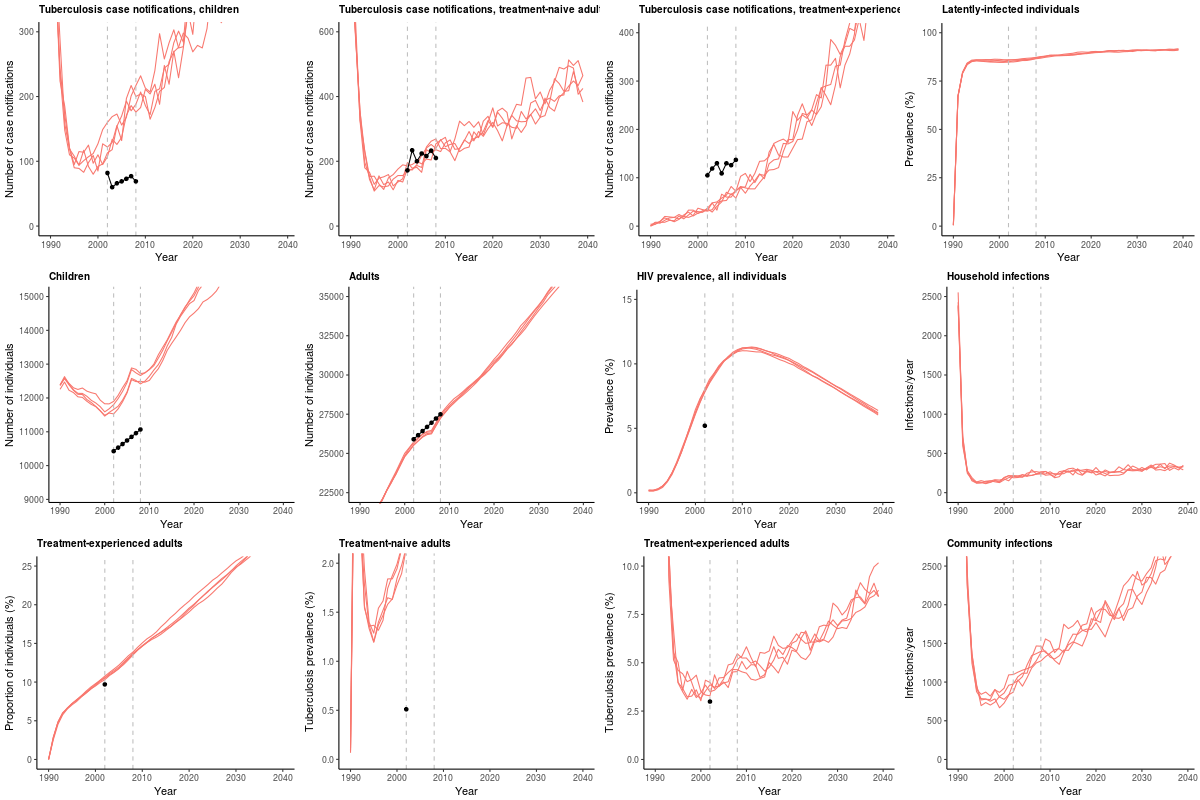 Tuberculosis case notifications, children
Number of case notifications
300
200
100
0
1990 2000 2010 2020 2030 2040
Year
Tuberculosis case notifications, treatment-naive adul
Number of case notifications
600
400
200
0
1990 2000 2010 2020 2030 2040
Year
Tuberculosis case notifications, treatment-experience
Number of case notifications
400
300
200
100
0
1990 2000 2010 2020 2030 2040
Year
Latently-infected individuals
Prevalence (%)
100
75
50
25
0
1990 2000 2010 2020 2030 2040
Year
Children
Number of individuals
15000
14000
13000
12000
11000
10000
9000
1990 2000 2010 2020 2030 2040
Year
Adults
Number of individuals
35000
32500
30000
27500
25000
22500
1990 2000 2010 2020 2030 2040
Year
HIV prevalence, all individuals
Prevalence (%)
15
10
5
0
1990 2000 2010 2020 2030 2040
Year
Household infections
Infections/year
2500
2000
1500
1000
500
0
1990 2000 2010 2020 2030 2040
Year
Treatment-experienced adults
Proportion of individuals (%)
25
20
15
10
5
0
1990 2000 2010 2020 2030 2040
Year
Treatment-naive adults
Tuberculosis prevalence (%)
2.0
1.5
1.0
0.5
0.0
1990 2000 2010 2020 2030 2040
Year
Treatment-experienced adults
Tuberculosis prevalence (%)
10.0
7.5
5.0
2.5
0.0
1990 2000 2010 2020 2030 2040
Year
Community infections
Infections/year
2500
2000
1500
1000
500
0
1990 2000 2010 2020 2030 2040
Year